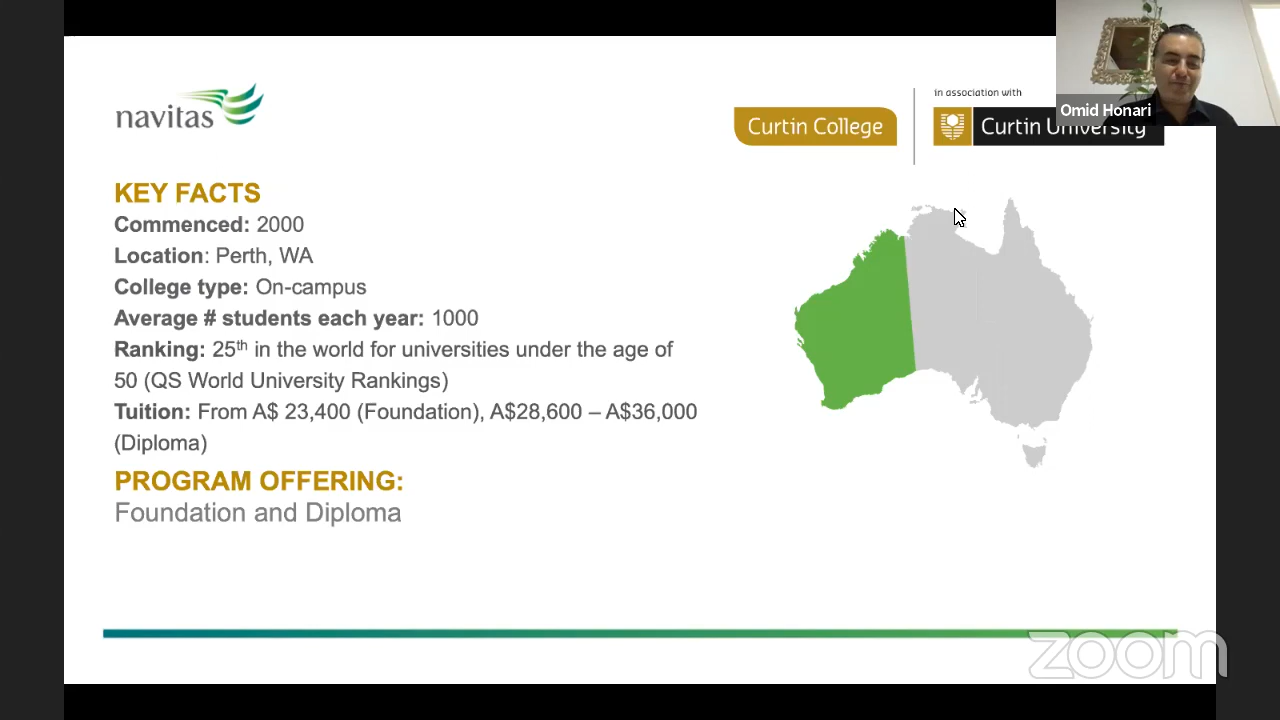 navitas
Curtin College
in association with
Curtin University
Omid Honari
KEY FACTS
Commenced: 2000
Location: Perth, WA
College type: On-campus
Average # students each year: 1000
Ranking: 25th in the world for universities under the age of
50 (QS World University Rankings)
Tuition: From A$ 23,400 (Foundation), A$28,600 – A$36,000
(Diploma)
PROGRAM OFFERING:
Foundation and Diploma
zoom